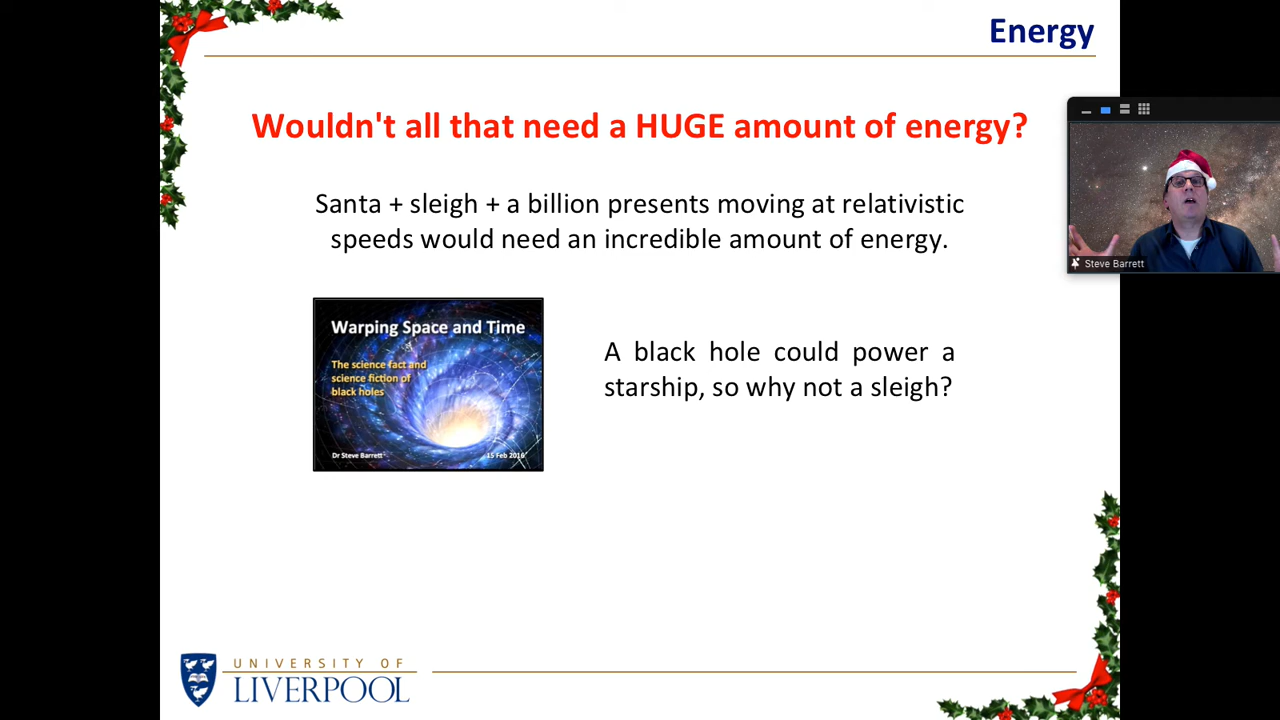 Energy
Wouldn't all that need a HUGE amount of energy?
Santa + sleigh + a billion presents moving at relativistic
speeds would need an incredible amount of energy.
Steve Barrett
Warping Space and Time
The science fact and
science fiction of
black holes
Dr Steve Barrett
15 Feb 2016
A black hole could power a
starship, so why not a sleigh?
UNIVERSITY OF
LIVERPOOL